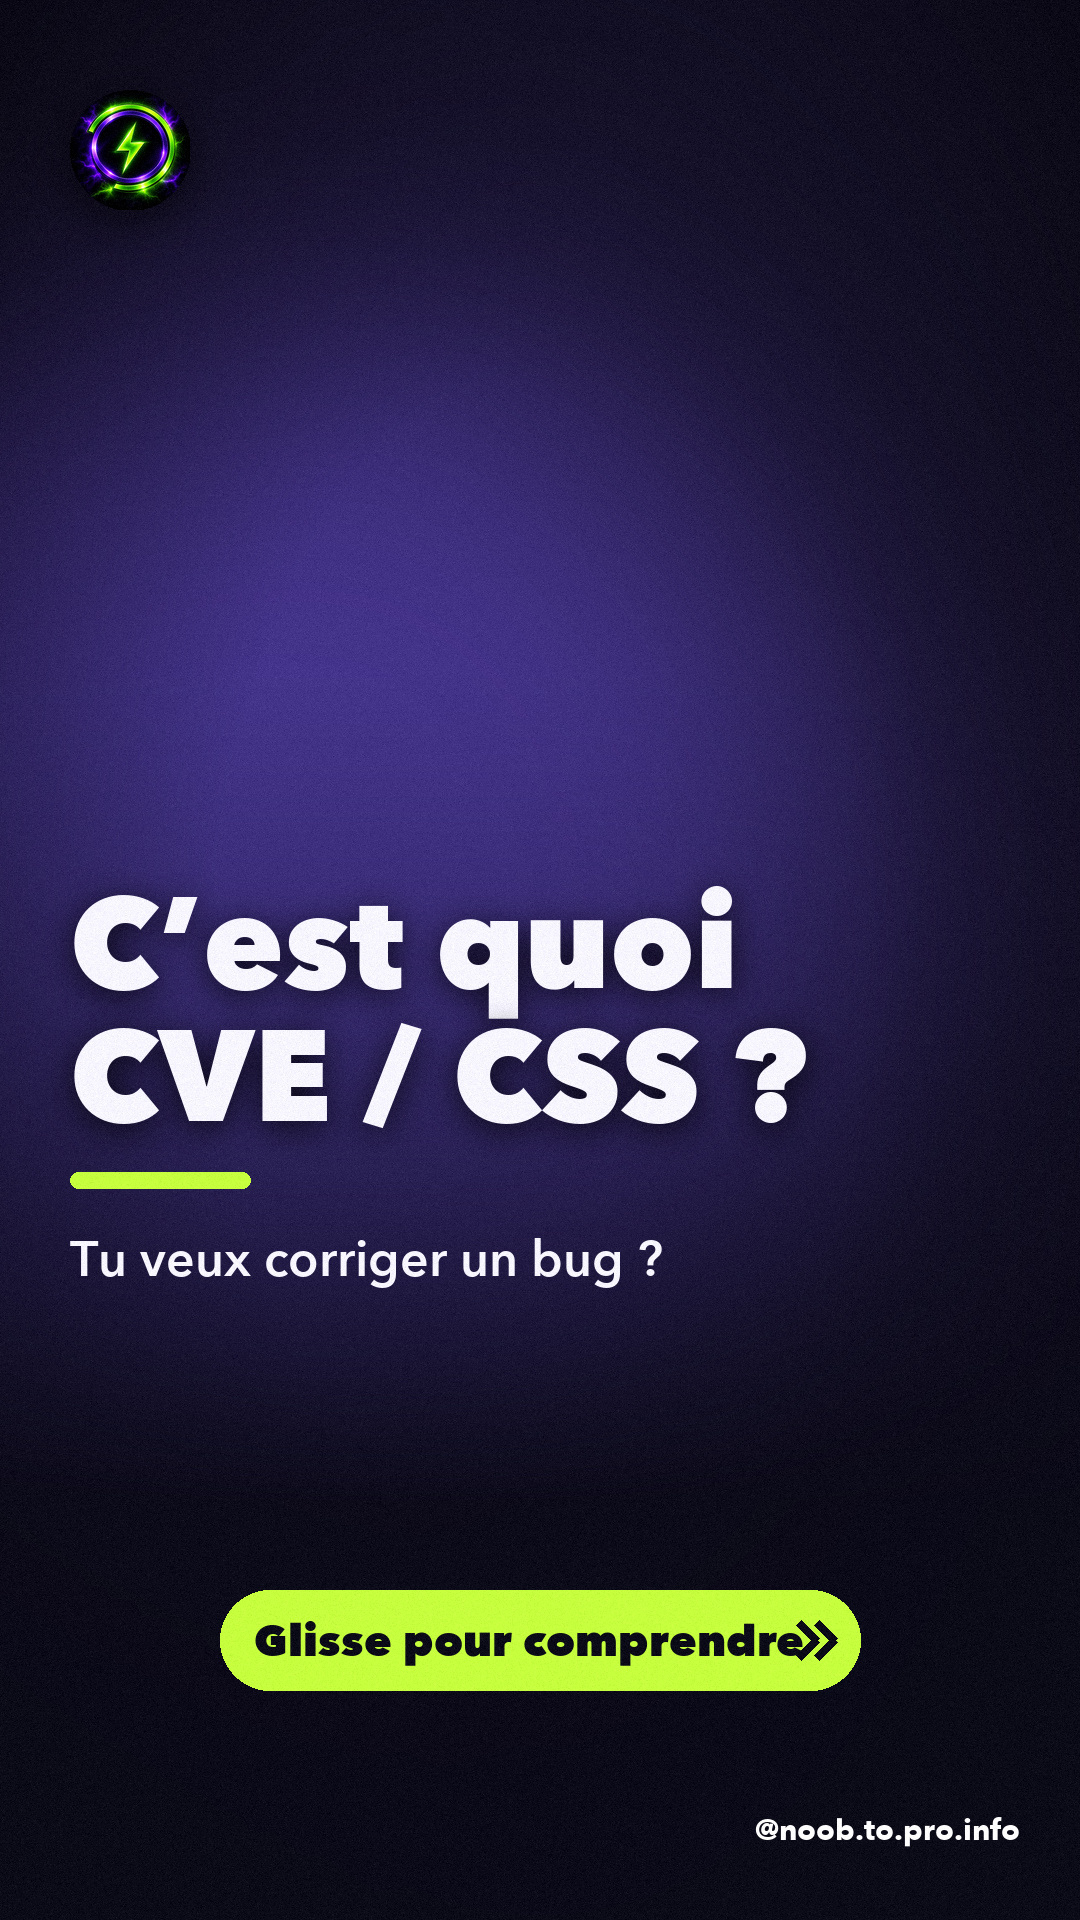 C’est quoi
CVE / CSS ?
Tu veux corriger un bug ?
Glisse pour comprendre
@noob.to.pro.info